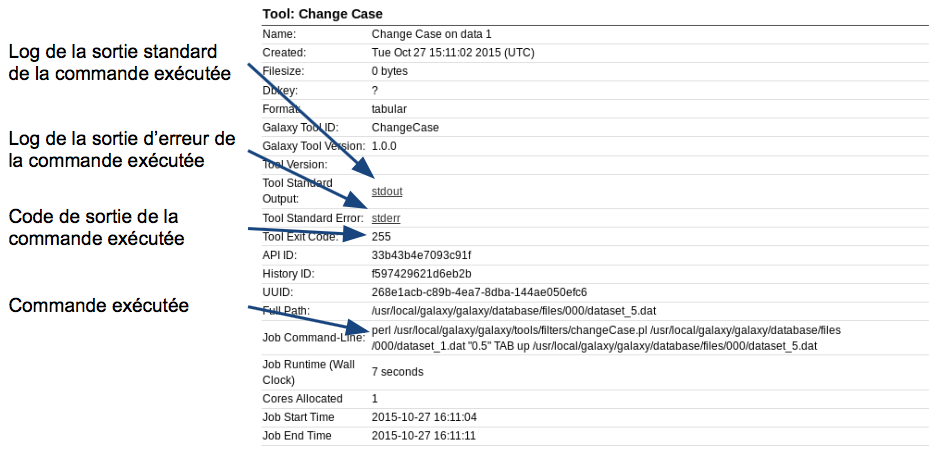 Tool: Change Case
Name: Change Case on data 1
Log de la sortie standard
de la commande exécutée
Created: Tue Oct 27 15:11:02 2015 (UTC)
Filesize: 0 bytes
Dbkey: ?
Format: tabular
Galaxy Tool ID: ChangeCase
Log de la sortie d’erreur de
la commande exécutée
Galaxy Tool Version: 1.0.0
Tool Version:
Tool Standard
Output: stdout
Code de sortie de la
commande exécutée
Tool Standard Error: stderr
Tool Exit Code: 255
API ID: 33b43b4e7093c91f
History ID: f597429621d6eb2b
UUID: 268e1acb-c89b-4ea7-8dba-144ae050efc6
Commande exécutée
Full Path: /usr/local/galaxy/galaxy/database/files/000/dataset_5.dat
Job Command-Line: perl /usr/local/galaxy/galaxy/tools/filters/changeCase.pl /usr/local/galaxy/galaxy/database/files
/000/dataset_1.dat "0.5" TAB up /usr/local/galaxy/galaxy/database/files/000/dataset_5.dat
Job Runtime (Wall
Clock) 7 seconds
Cores Allocated 1
Job Start Time 2015-10-27 16:11:04
Job End Time 2015-10-27 16:11:11